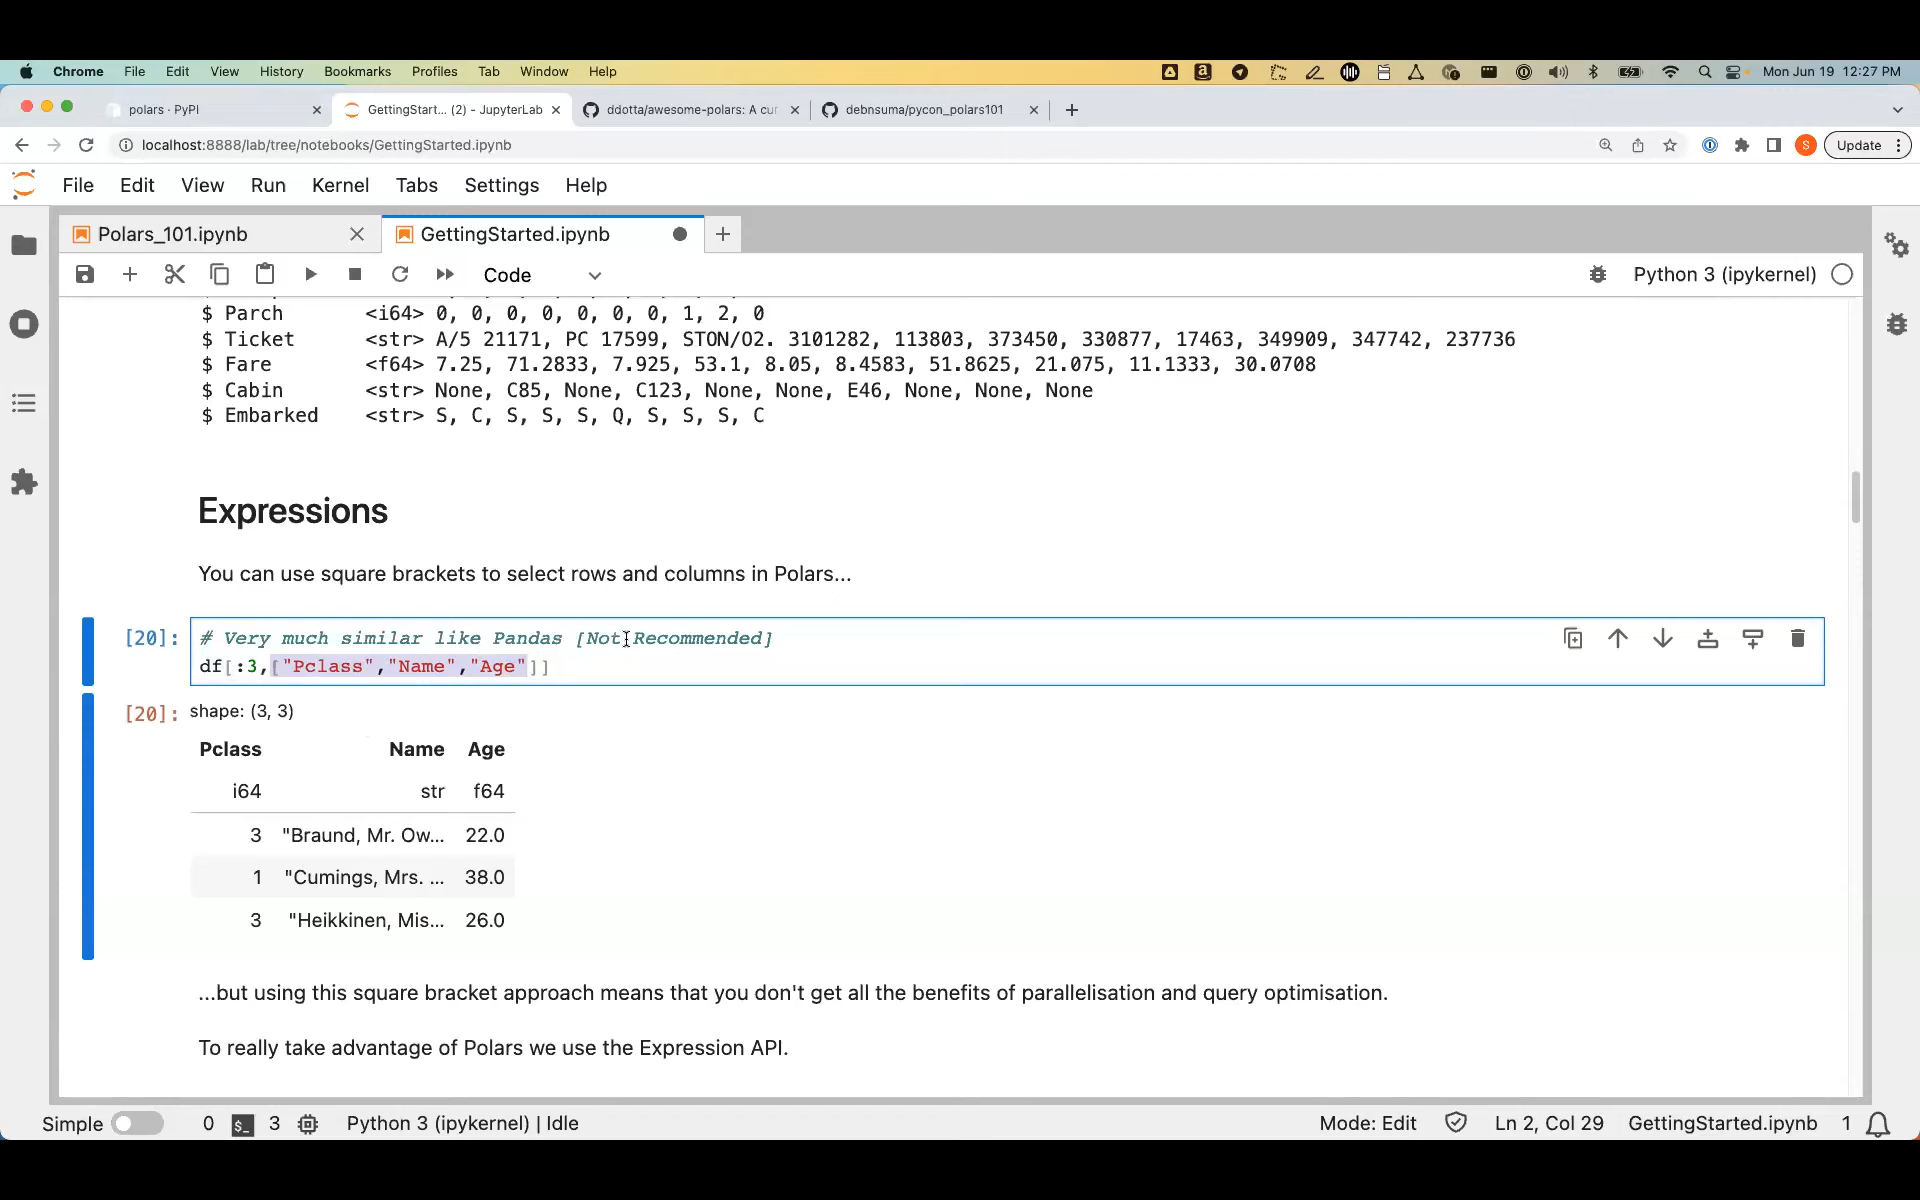 Chrome File Edit View History Bookmarks Profiles Tab Window Help Mon Jun 19 12:27 PM
polars · PyPI GettingStart... (2) - JupyterLab ddotta/awesome-polars: A cur debnsuma/pycon_polars101
localhost:8888/lab/tree/notebooks/GettingStarted.ipynb S Update
File Edit View Run Kernel Tabs Settings Help
Polars_101.ipynb GettingStarted.ipynb
Code Python 3 (ipykernel)
$ Parch <i64> 0, 0, 0, 0, 0, 0, 0, 1, 2, 0
$ Ticket <str> A/5 21171, PC 17599, STON/O2. 3101282, 113803, 373450, 330877, 17463, 349909, 347742, 237736
$ Fare <f64> 7.25, 71.2833, 7.925, 53.1, 8.05, 8.4583, 51.8625, 21.075, 11.1333, 30.0708
$ Cabin <str> None, C85, None, C123, None, None, E46, None, None, None
$ Embarked <str> S, C, S, S, S, Q, S, S, S, C
Expressions
You can use square brackets to select rows and columns in Polars...
[20]: # Very much similar like Pandas [Not Recommended]
df[:3,["Pclass","Name","Age"]]
[20]: shape: (3, 3)
Pclass Name Age
i64 str f64
3 "Braund, Mr. Ow... 22.0
1 "Cumings, Mrs. ... 38.0
3 "Heikkinen, Mis... 26.0
...but using this square bracket approach means that you don't get all the benefits of parallelisation and query optimisation.
To really take advantage of Polars we use the Expression API.
Simple 0 $_ 3 Python 3 (ipykernel) | Idle Mode: Edit Ln 2, Col 29 GettingStarted.ipynb 1